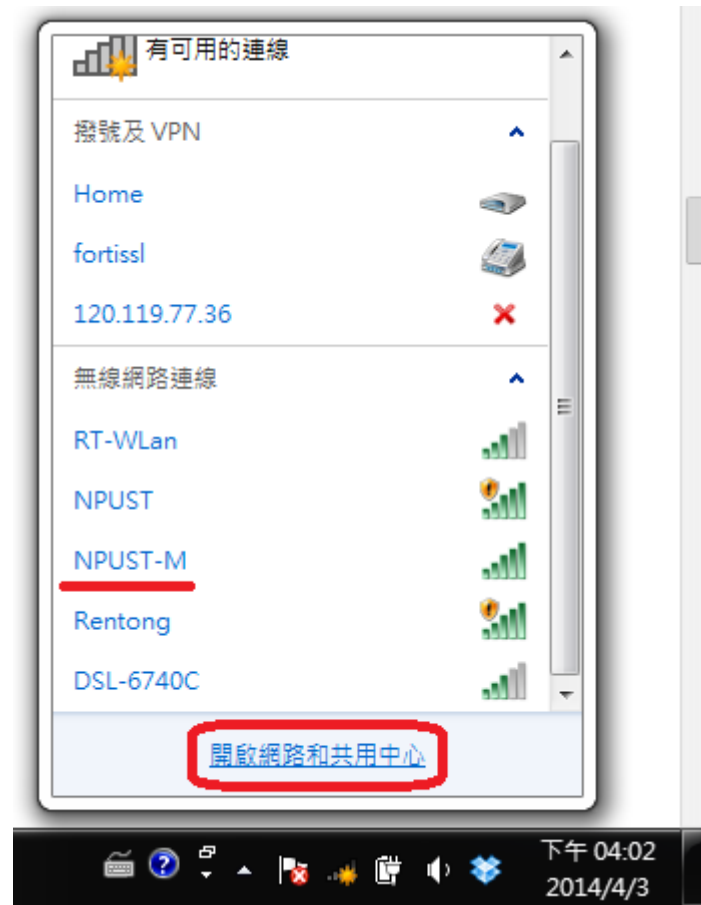 有可用的連線
撥號及 VPN
Home
fortissl
120.119.77.36
無線網路連線
RT-WLan
NPUST
NPUST-M
Rentong
DSL-6740C
開啟網路和共用中心
下午 04:02
2014/4/3